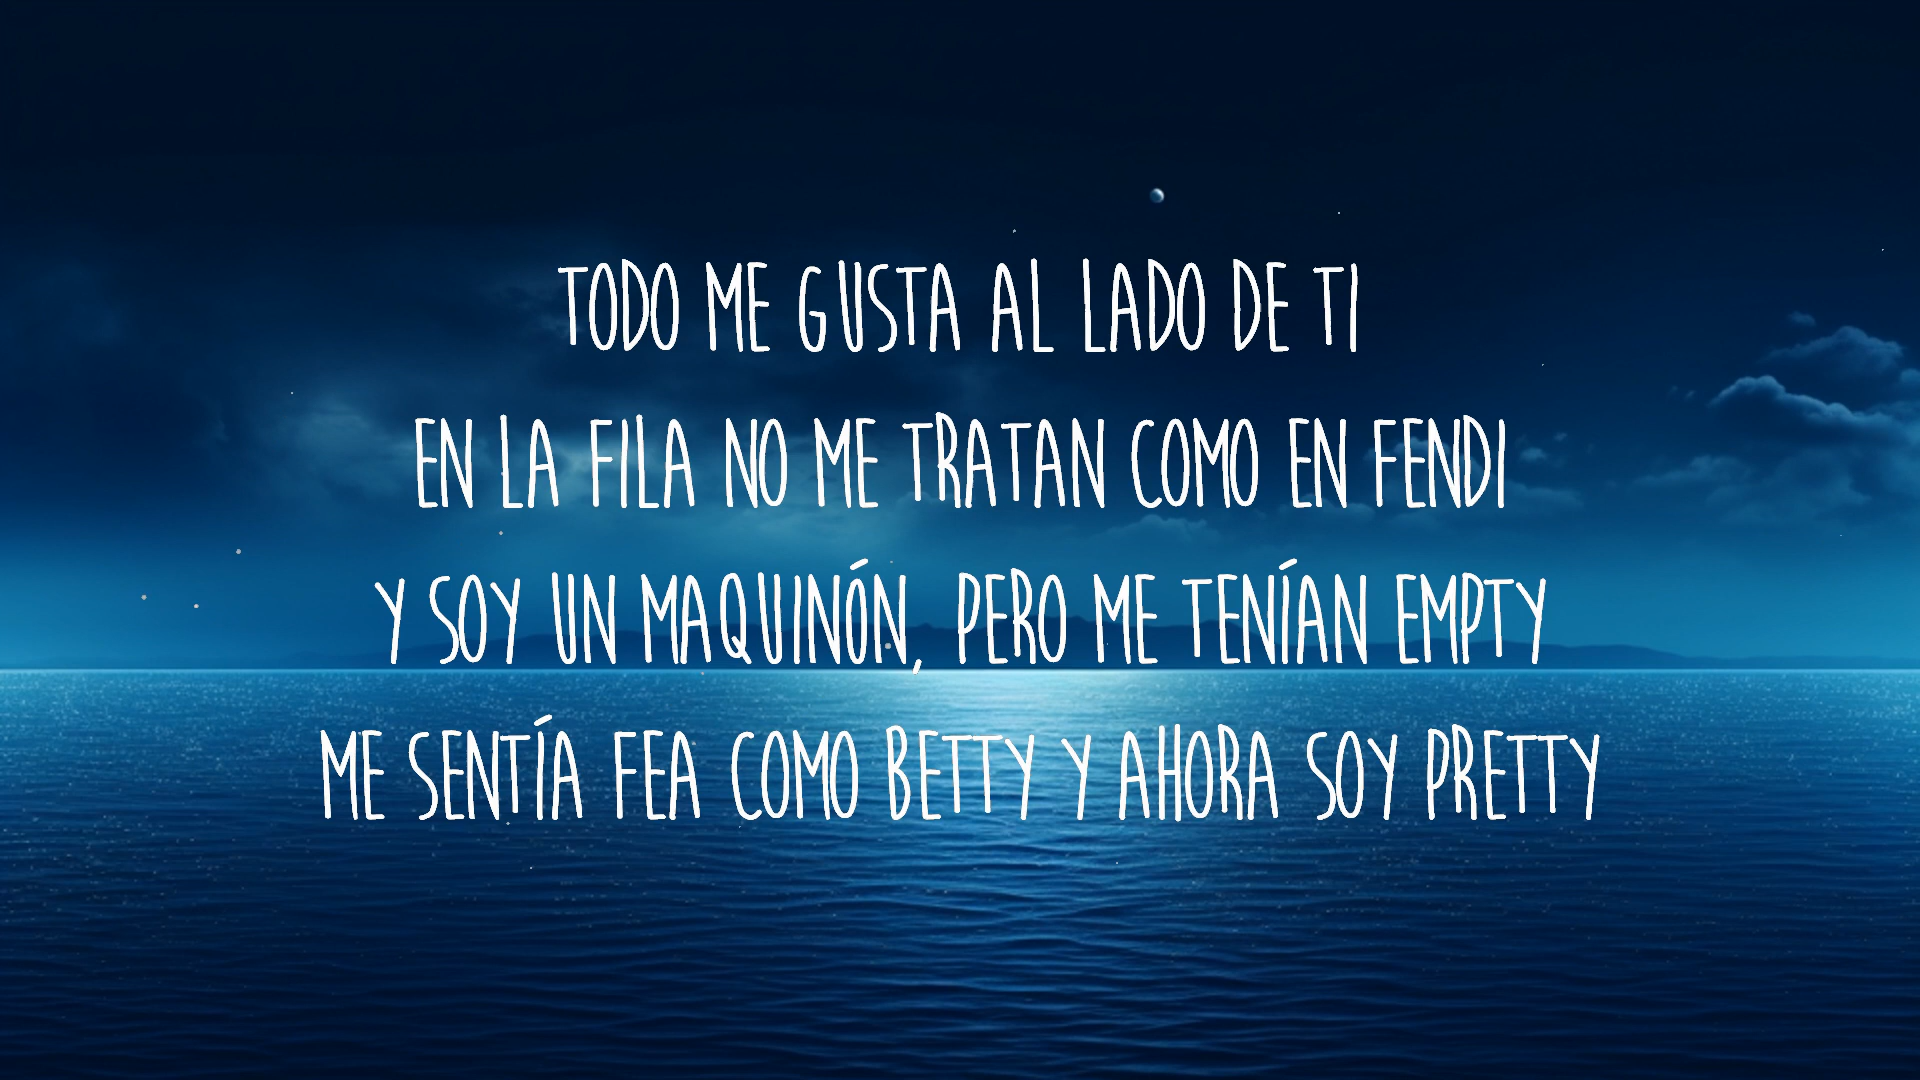 TODO ME GUSTA AL LADO DE TI
EN LA FILA NO ME TRATAN COMO EN FENDI
Y SOY UN MAQUINÓN, PERO ME TENÍAN EMPTY
ME SENTÍA FEA COMO BETTY Y AHORA SOY PRETTY